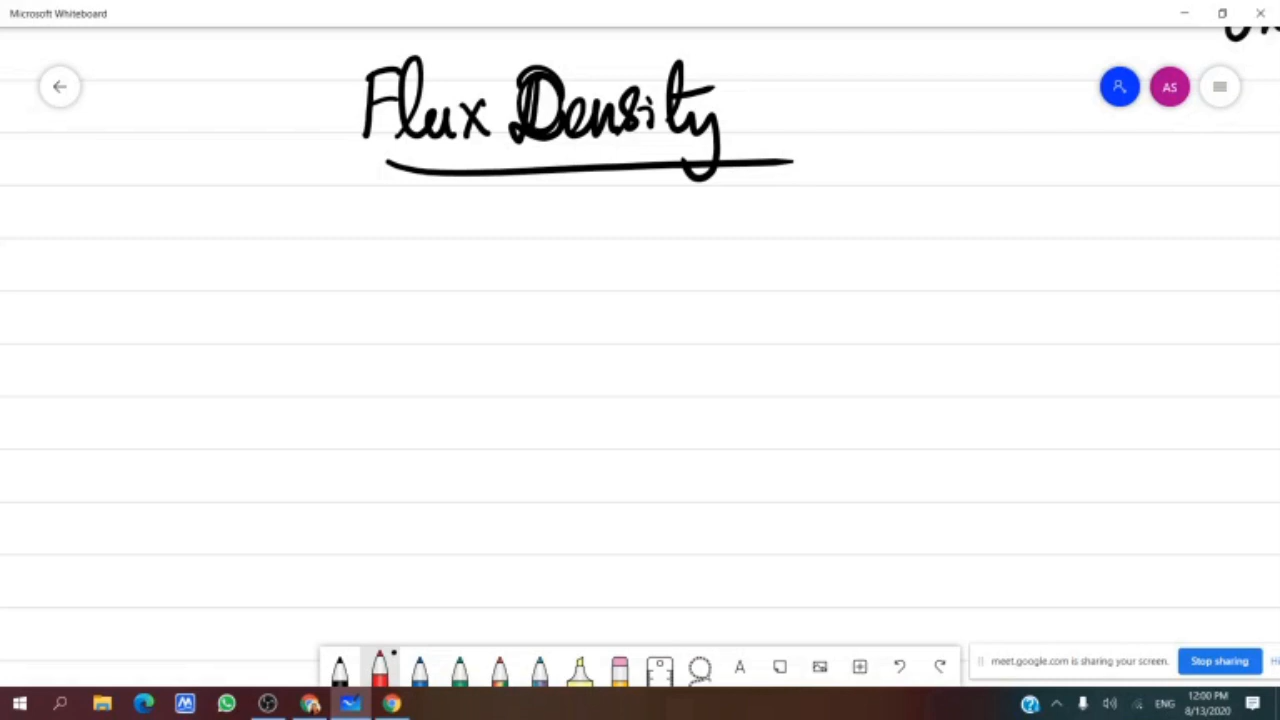 Microsoft Whiteboard
Flux Density
AS
A
meet.google.com is sharing your screen.
Stop sharing
Hi
ENG
12:00 PM
8/13/2020